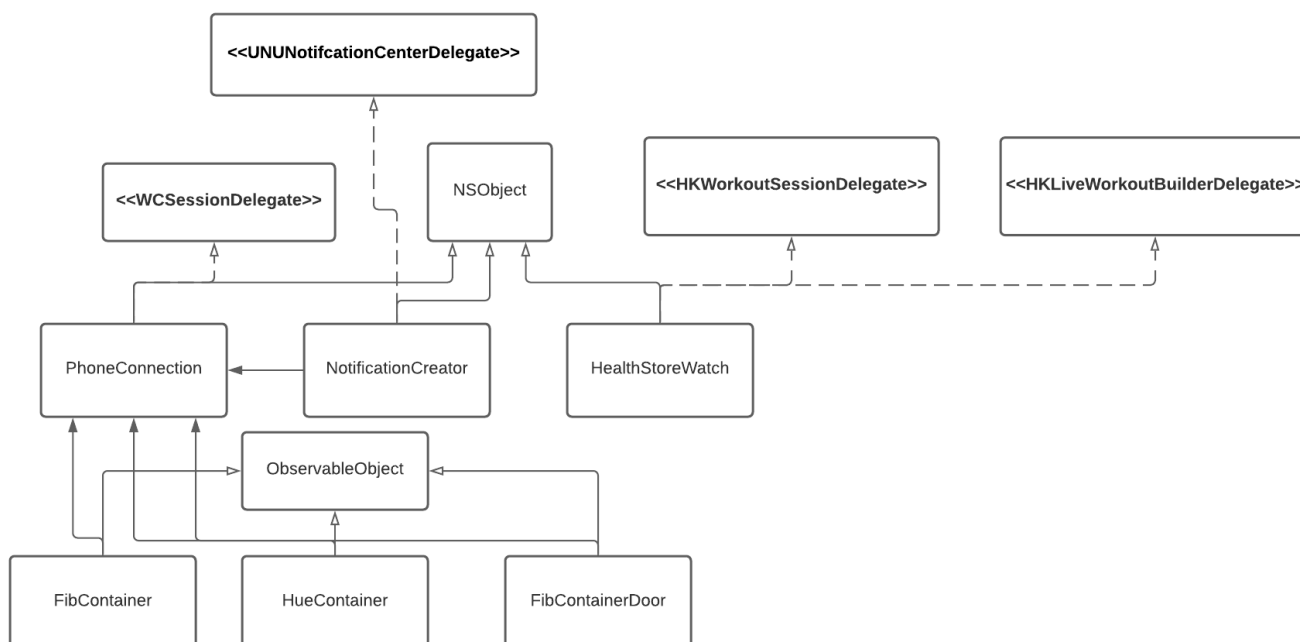 <<UNUNotifcationCenterDelegate>>
<<WCSessionDelegate>>
NSObject
<<HKWorkoutSessionDelegate>>
<<HKLiveWorkoutBuilderDelegate>>
PhoneConnection
NotificationCreator
HealthStoreWatch
ObservableObject
FibContainer
HueContainer
FibContainerDoor